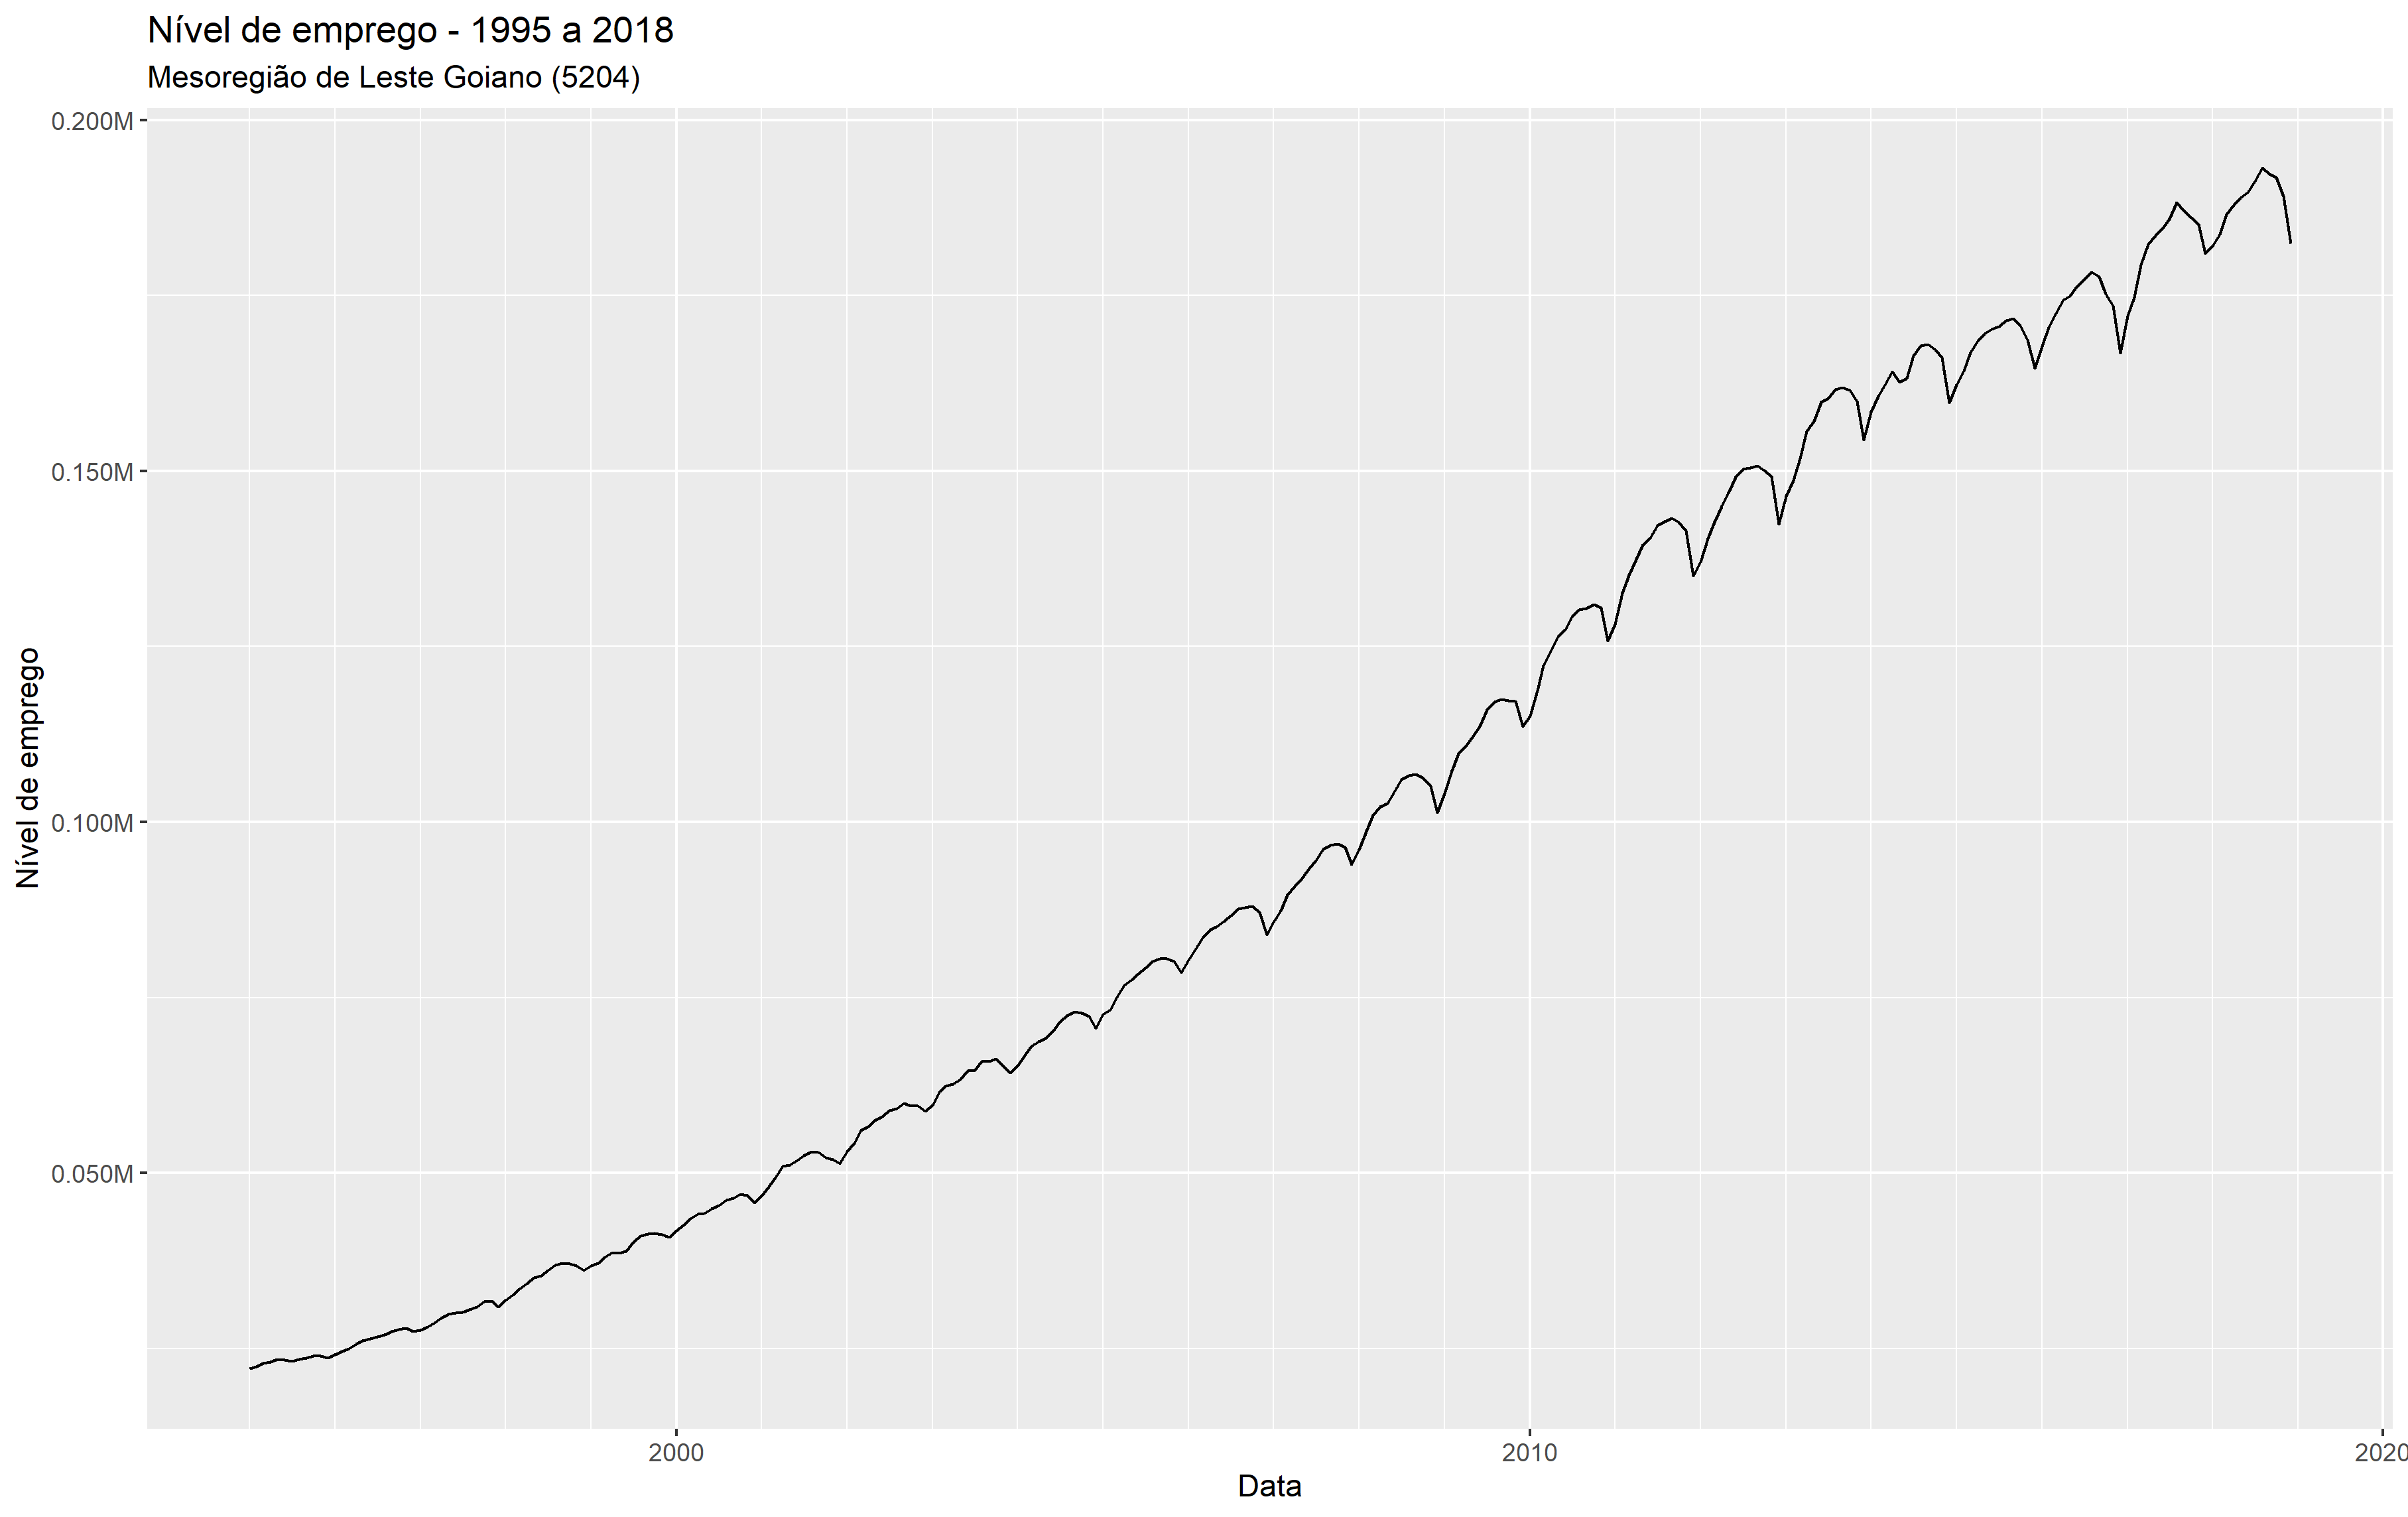 Nível de emprego - 1995 a 2018
Mesoregião de Leste Goiano (5204)
0.200M
0.150M
0.100M
0.050M
Nível de emprego
2000
2010
2020
Data